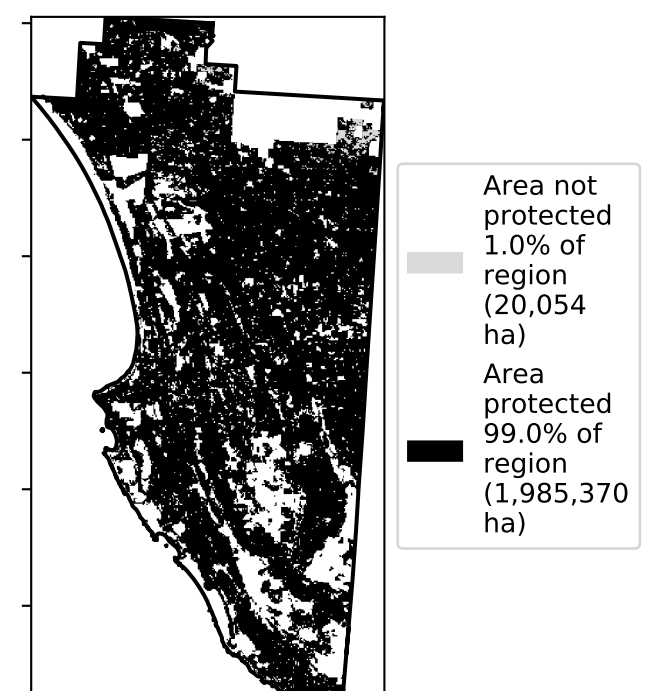 Area not
protected
1.0% of
region
(20,054
ha)
Area
protected
99.0% of
region
(1,985,370
ha)